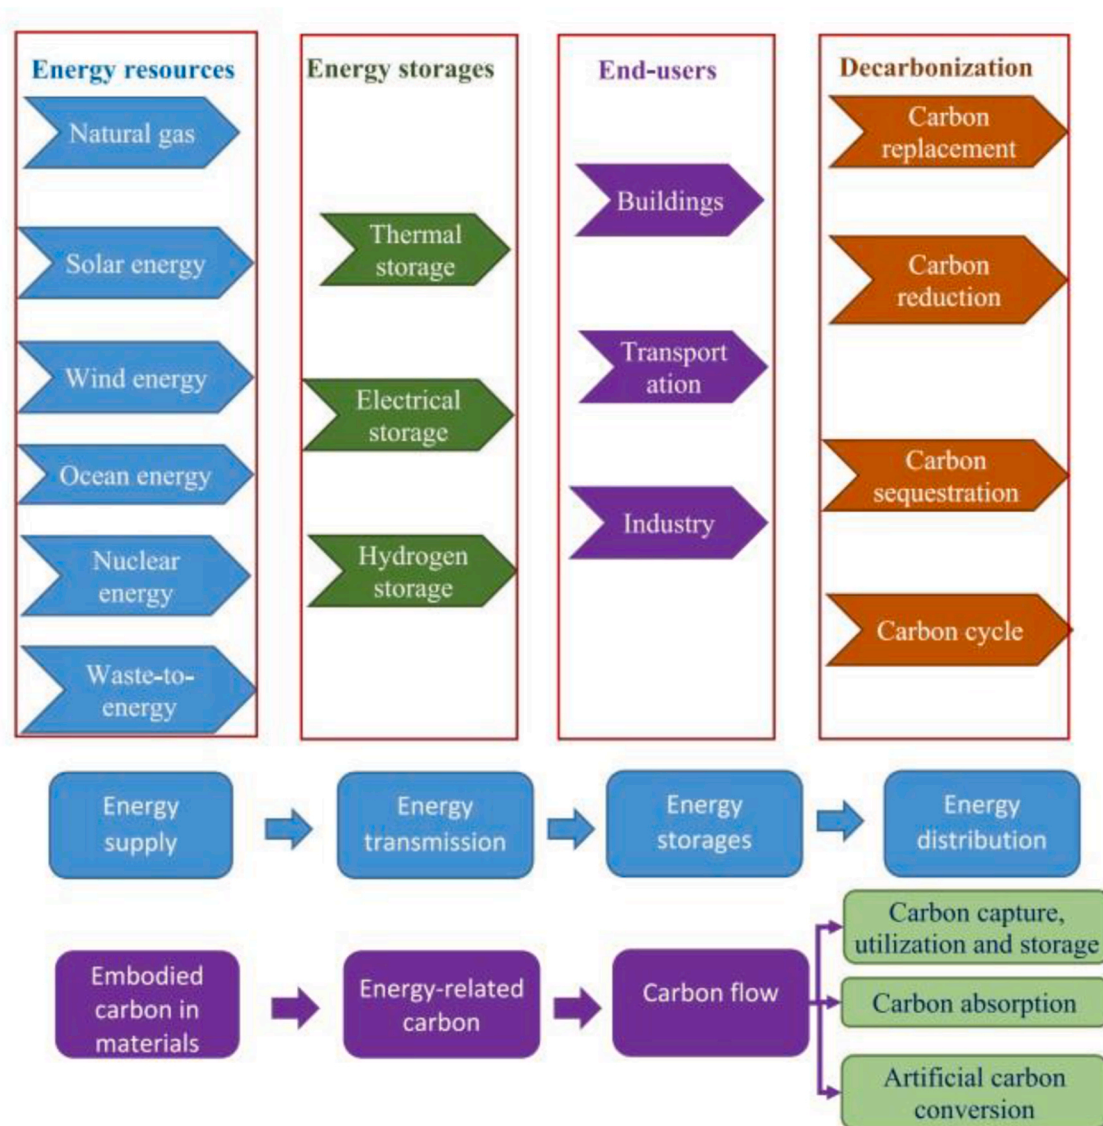 Energy resources
Natural gas
Solar energy
Wind energy
Ocean energy
Nuclear
energy
Waste-to-
energy
Energy storages
Thermal
storage
Electrical
storage
Hydrogen
storage
End-users
Buildings
Transport
ation
Industry
Decarbonization
Carbon
replacement
Carbon
reduction
Carbon
sequestration
Carbon cycle
Energy
supply
Energy
transmission
Energy
storages
Energy
distribution
Embodied
carbon in
materials
Energy-related
carbon
Carbon flow
Carbon capture,
utilization and storage
Carbon absorption
Artificial carbon
conversion